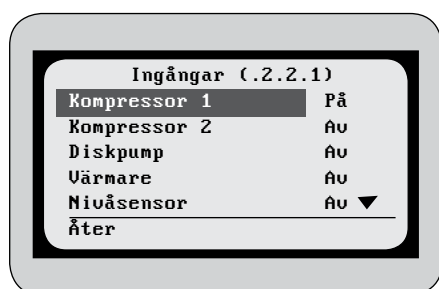 Ingångar (.2.2.1)
Kompressor 1 På
Kompressor 2 Av
Diskpump Av
Värmare Av
Nivåsensor Av
Åter